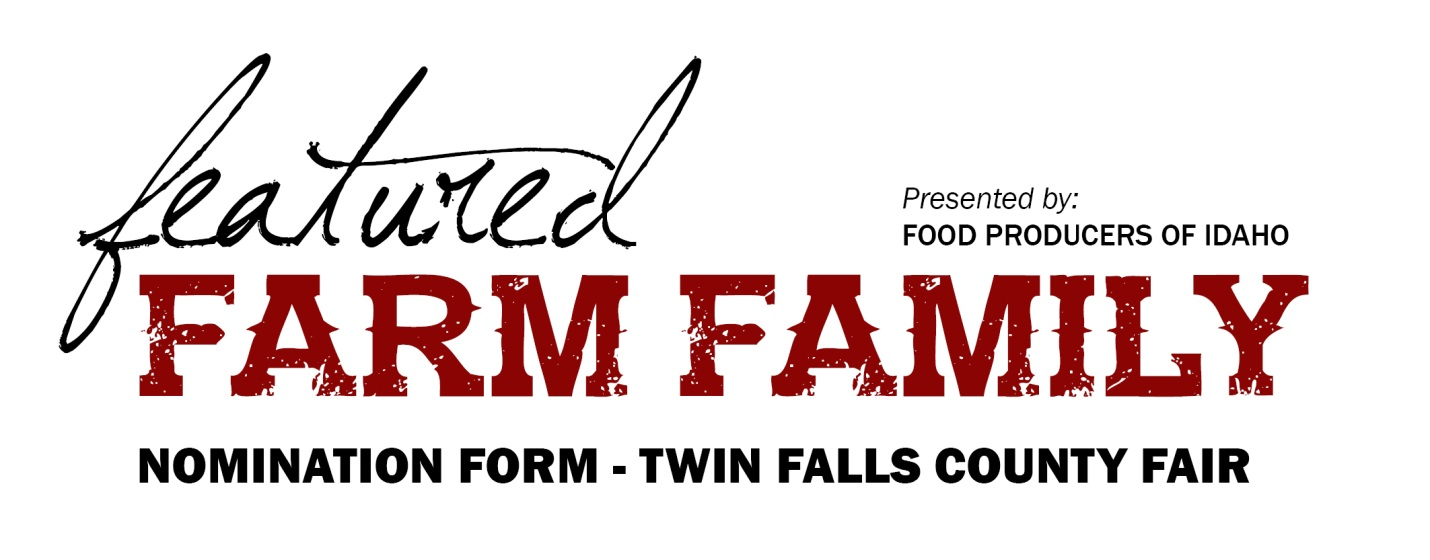 featured
Presented by:
FOOD PRODUCERS OF IDAHO
FARM FAMILY
NOMINATION FORM - TWIN FALLS COUNTY FAIR